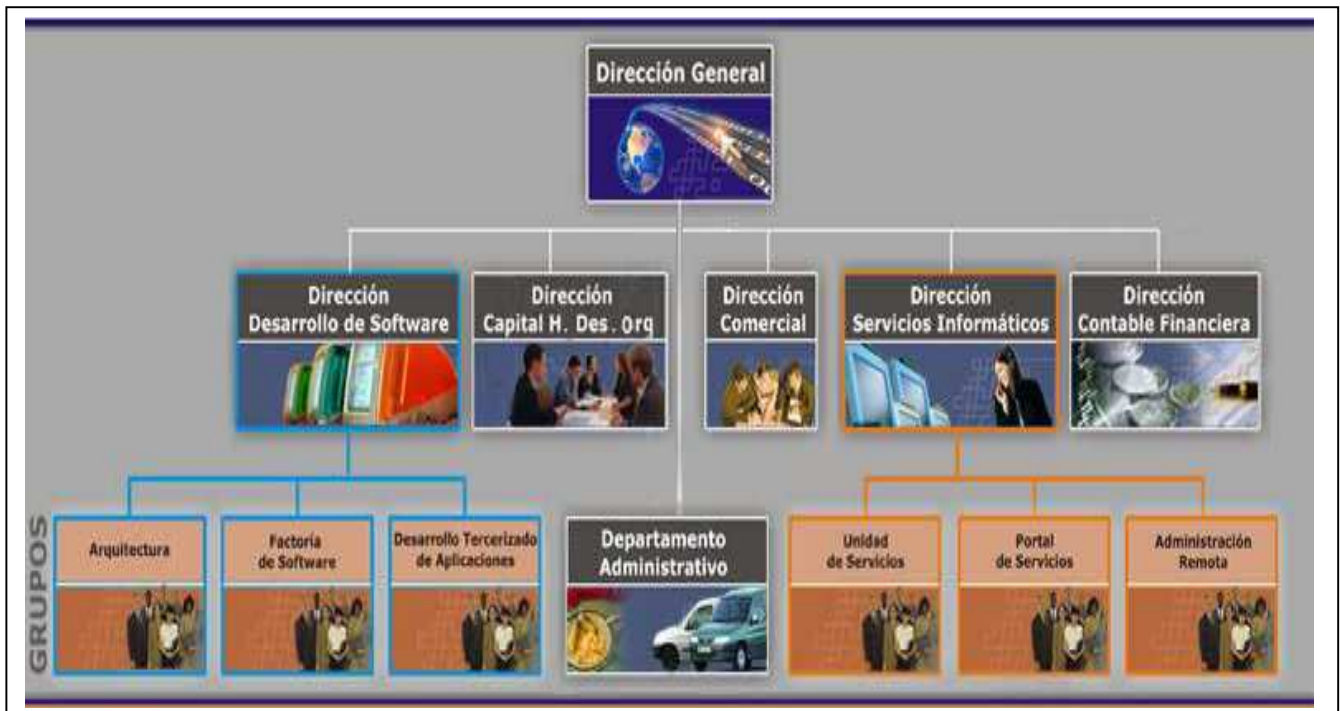 Dirección General
Dirección
Desarrollo de Software
Dirección
Capital H. Des. Org
Dirección
Comercial
Dirección
Servicios Informáticos
Dirección
Contable Financiera
GRUPOS
Arquitectura
Factoría
de Software
Desarrollo Tercerizado
de Aplicaciones
Departamento
Administrativo
Unidad
de Servicios
Portal
de Servicios
Administración
Remota